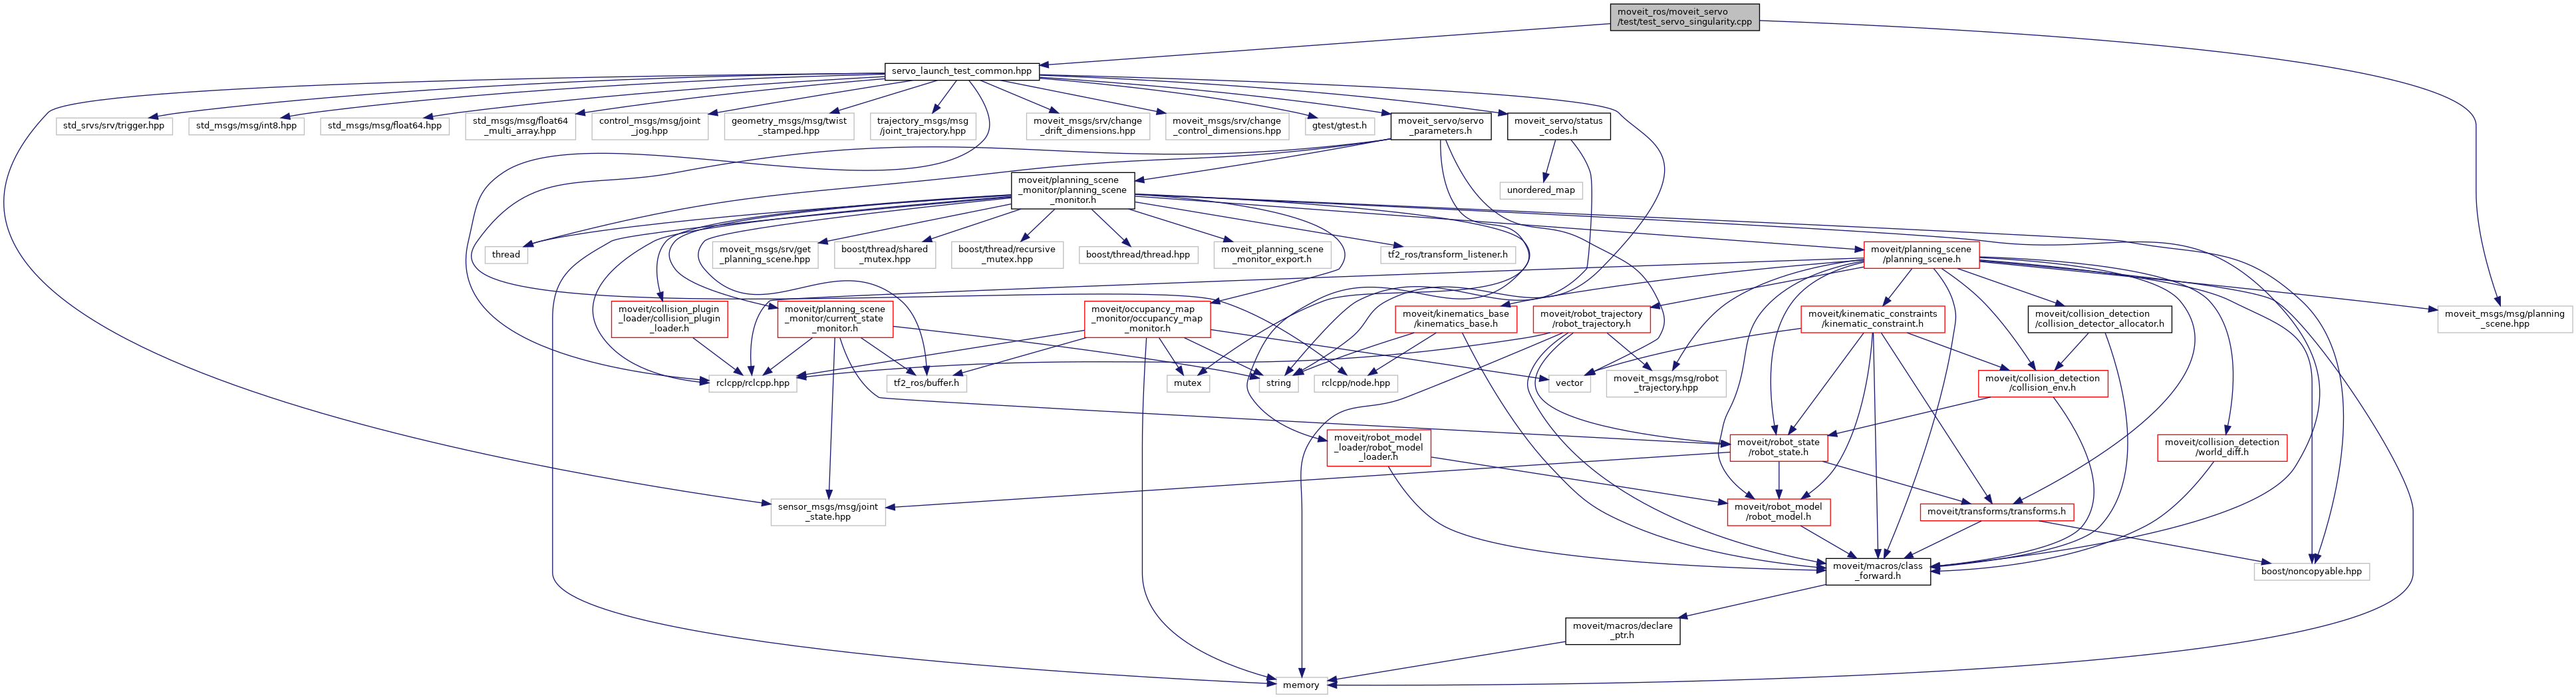 moveit_ros/moveit_servo
/test/test_servo_singularity.cpp
servo_launch_test_common.hpp
std_srvs/srv/trigger.hpp
std_msgs/msg/int8.hpp
std_msgs/msg/float64.hpp
std_msgs/msg/float64
_multi_array.hpp
control_msgs/msg/joint
_jog.hpp
geometry_msgs/msg/twist
_stamped.hpp
trajectory_msgs/msg
/joint_trajectory.hpp
moveit_msgs/srv/change
_drift_dimensions.hpp
moveit_msgs/srv/change
_control_dimensions.hpp
gtest/gtest.h
moveit_servo/servo
_parameters.h
moveit_servo/status
_codes.h
moveit/planning_scene
_monitor/planning_scene
_monitor.h
unordered_map
thread
moveit_msgs/srv/get
_planning_scene.hpp
boost/thread/shared
_mutex.hpp
boost/thread/recursive
_mutex.hpp
boost/thread/thread.hpp
moveit_planning_scene
_monitor_export.h
tf2_ros/transform_listener.h
moveit/planning_scene
/planning_scene.h
moveit/collision_plugin
_loader/collision_plugin
_loader.h
moveit/planning_scene
_monitor/current_state
_monitor.h
moveit/occupancy_map
_monitor/occupancy_map
_monitor.h
moveit/kinematics_base
/kinematics_base.h
moveit/robot_trajectory
/robot_trajectory.h
moveit/kinematic_constraints
/kinematic_constraint.h
moveit/collision_detection
/collision_detector_allocator.h
moveit_msgs/msg/planning
_scene.hpp
rclcpp/rclcpp.hpp
tf2_ros/buffer.h
mutex
string
rclcpp/node.hpp
vector
moveit_msgs/msg/robot
_trajectory.hpp
moveit/collision_detection
/collision_env.h
moveit/robot_model
_loader/robot_model
_loader.h
moveit/robot_state
/robot_state.h
moveit/collision_detection
/world_diff.h
sensor_msgs/msg/joint
_state.hpp
moveit/robot_model
/robot_model.h
moveit/transforms/transforms.h
moveit/macros/class
_forward.h
boost/noncopyable.hpp
moveit/macros/declare
_ptr.h
memory